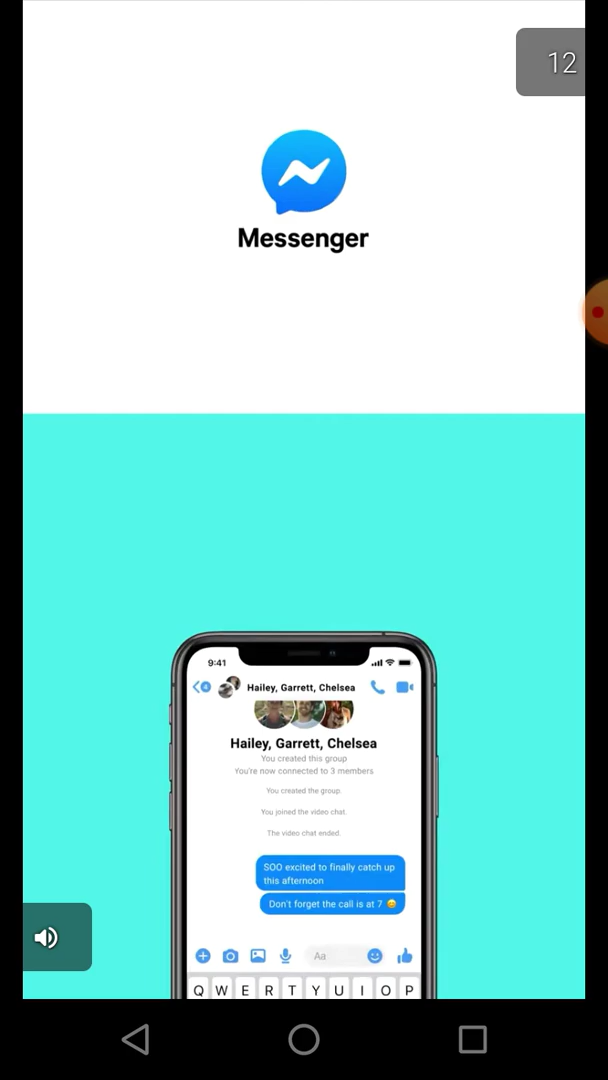 12
Messenger
9:41
4
Hailey, Garrett, Chelsea
Hailey, Garrett, Chelsea
You created this group
You're now connected to 3 members.
You created the group.
You joined the video chat.
The video chat ended.
SOO excited to finally catch up
this afternoon
Don't forget the call is at 7 😄
Aa
Q W E R T Y U I O P